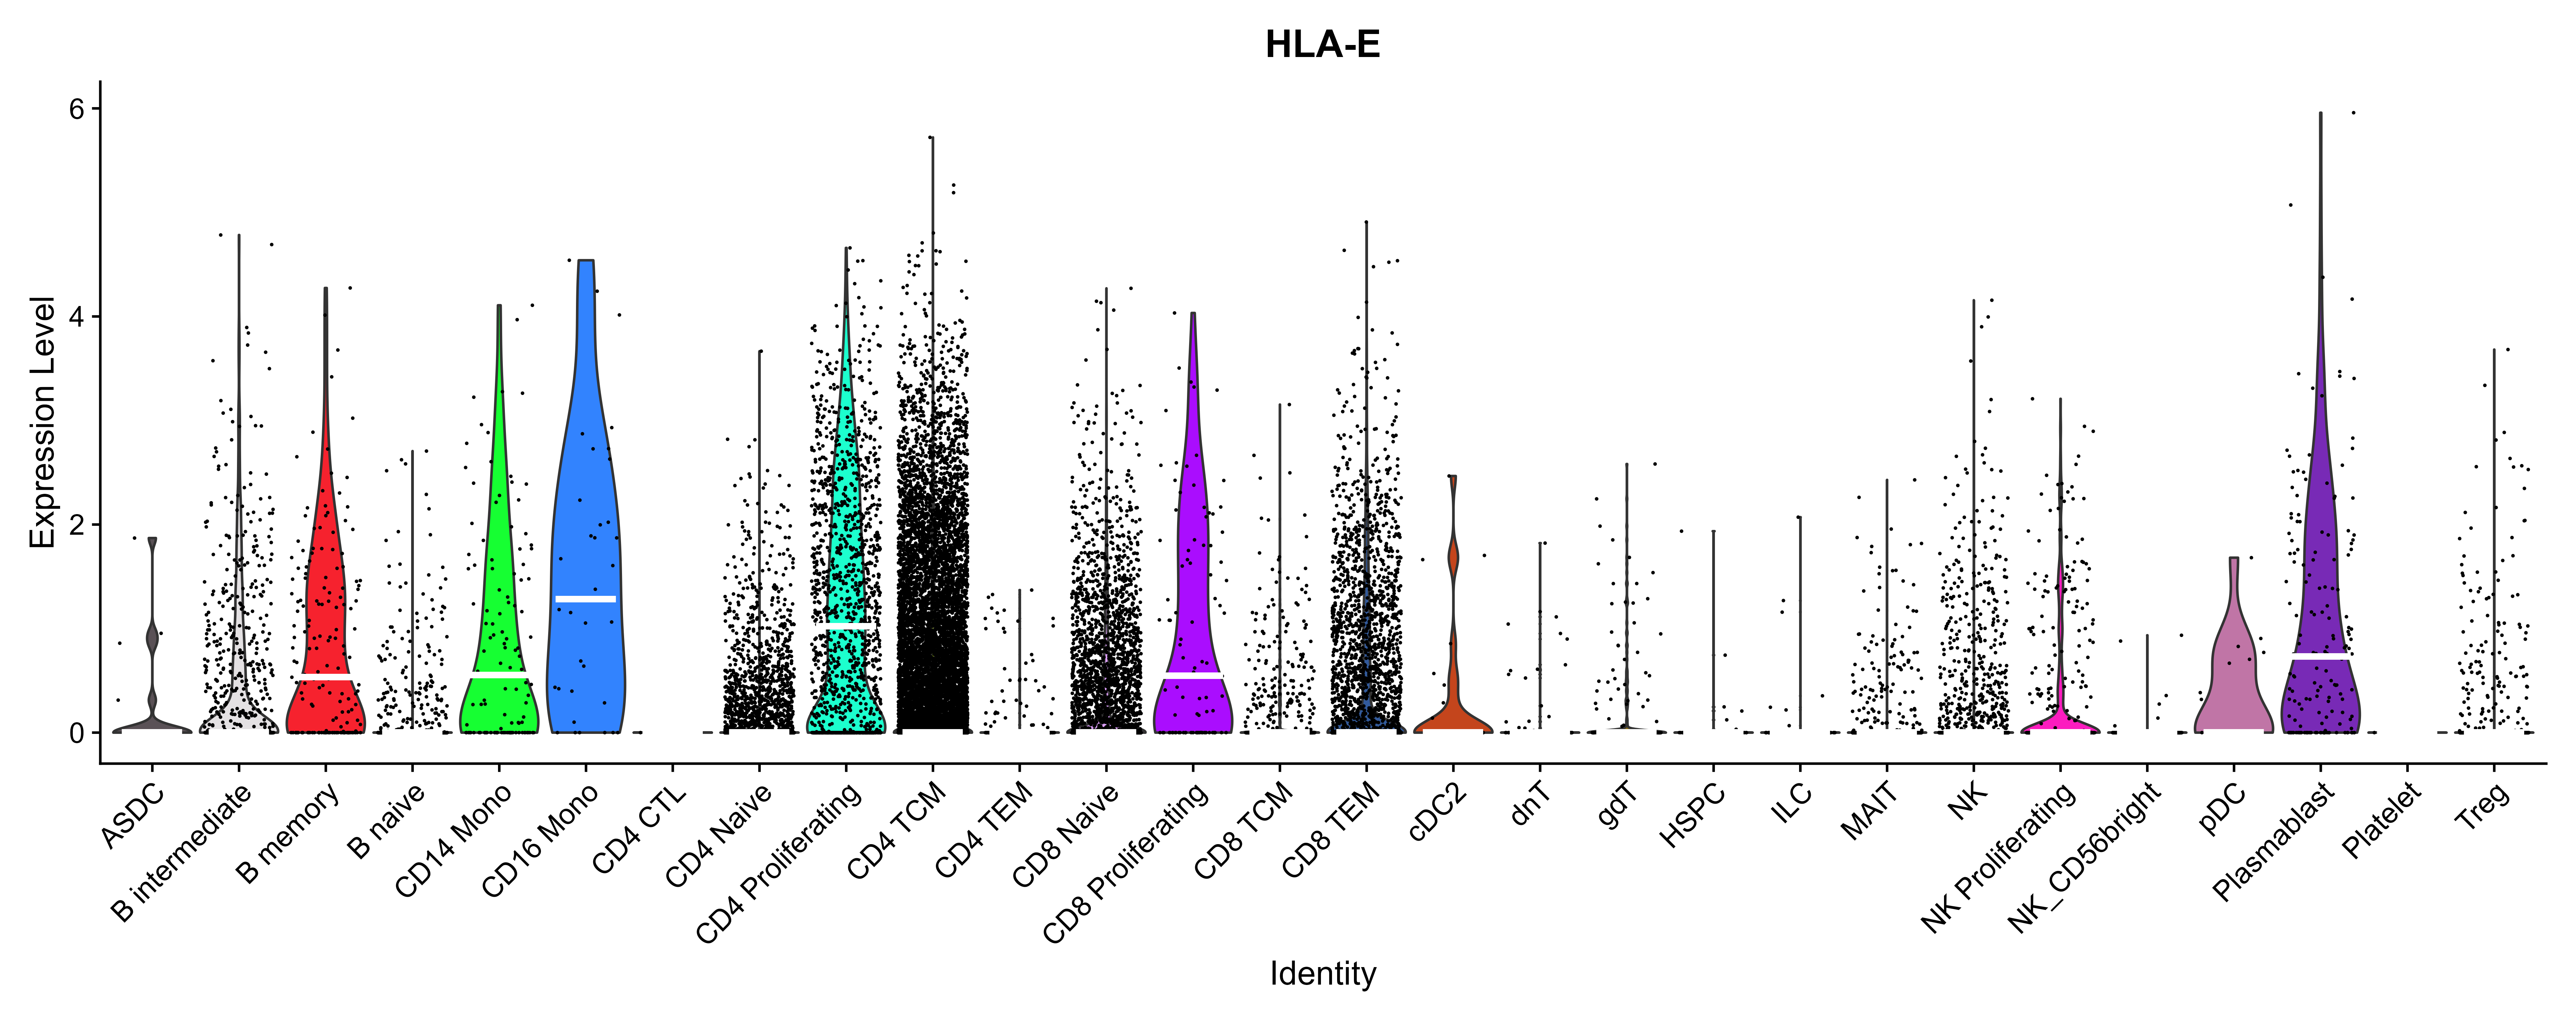 HLA-E
Expression Level
6
4
2
0
ASDC
B intermediate
B memory
B naive
CD14 Mono
CD16 Mono
CD4 CTL
CD4 Naive
CD4 Proliferating
CD4 TCM
CD4 TEM
CD8 Naive
CD8 Proliferating
CD8 TCM
CD8 TEM
cDC2
dnT
gdT
HSPC
ILC
MAIT
NK
NK Proliferating
NK_CD56bright
pDC
Plasmablast
Platelet
Treg
Identity